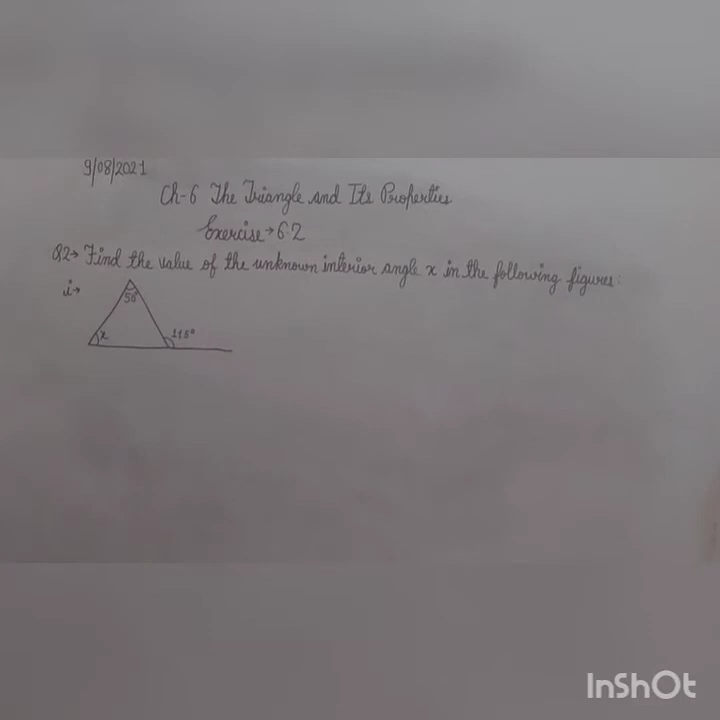 9/08/2021
Ch-6 The Triangle and Its Properties
Exercise→6.2
Q2→ Find the value of the unknown interior angle x in the following figures:
i→
50°
x
115°
InShOt